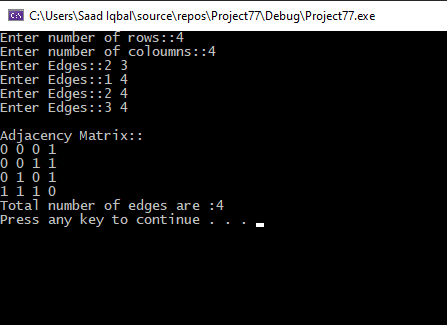 C:\Users\Saad Iqbal\source\repos\Project77\Debug\Project77.exe
Enter number of rows::4
Enter number of coloumns::4
Enter Edges::2 3
Enter Edges::1 4
Enter Edges::2 4
Enter Edges::3 4
Adjacency Matrix::
0 0 0 1
0 0 1 1
0 1 0 1
1 1 1 0
Total number of edges are :4
Press any key to continue . . .